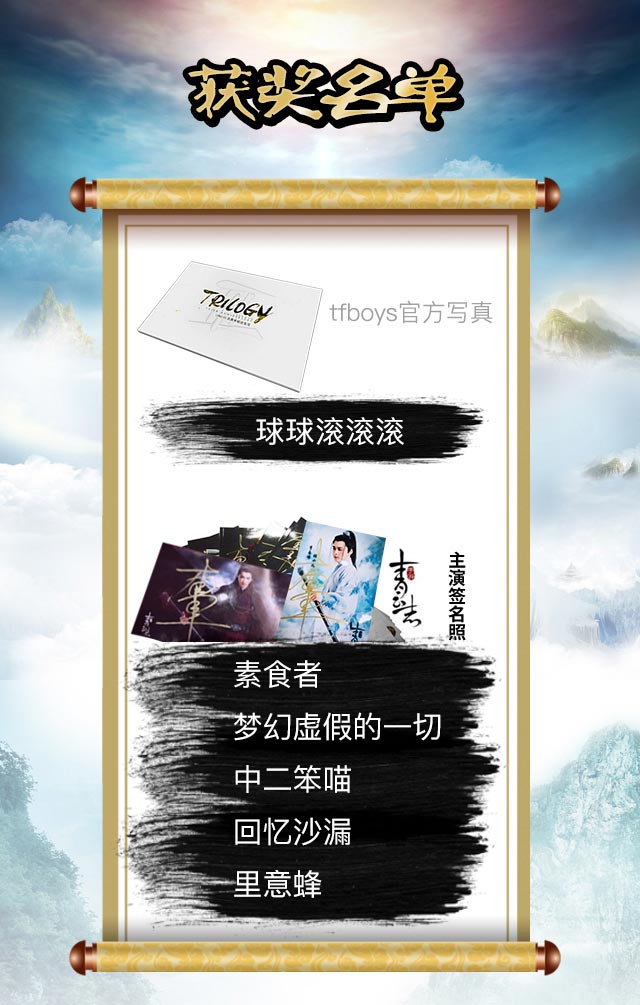 获奖名单
TRILOGY
tfboys官方写真
球球滚滚滚
青云志
主演签名照
素食者
梦幻虚假的一切
中二笨喵
回忆沙漏
里意蜂